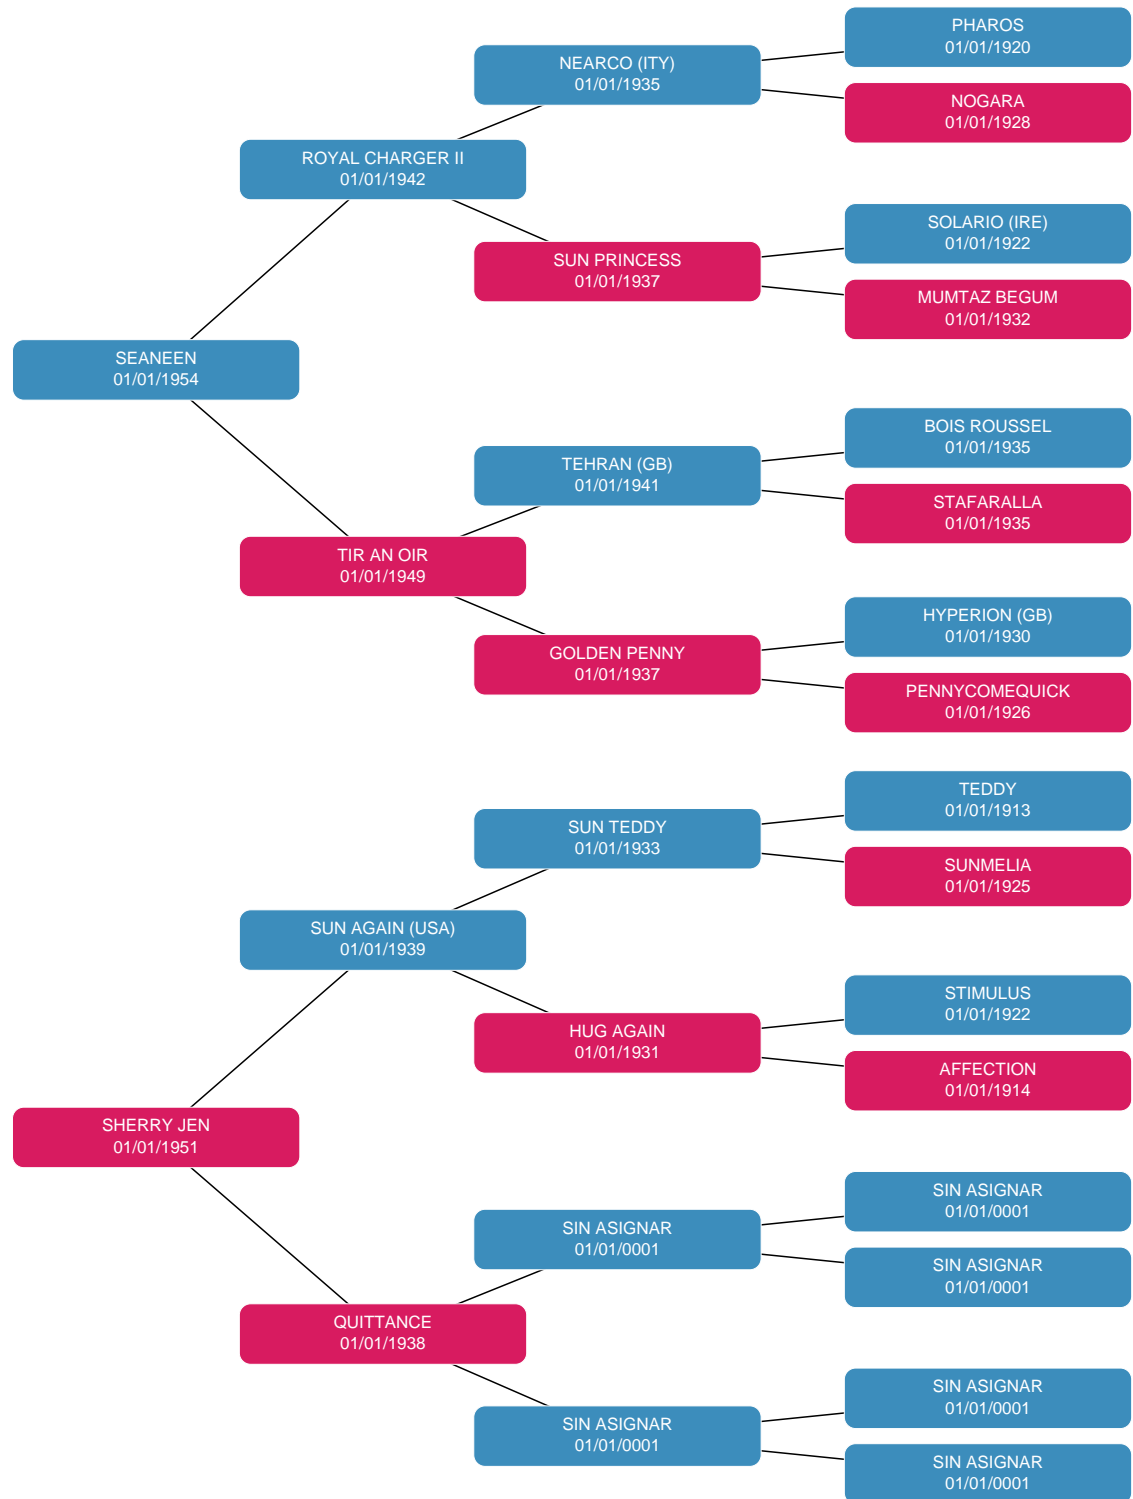 PHAROS
01/01/1920
NEARCO (ITY)
01/01/1935
NOGARA
01/01/1928
ROYAL CHARGER II
01/01/1942
SOLARIO (IRE)
01/01/1922
SUN PRINCESS
01/01/1937
MUMTAZ BEGUM
01/01/1932
SEANEEN
01/01/1954
BOIS ROUSSEL
01/01/1935
TEHRAN (GB)
01/01/1941
STAFARALLA
01/01/1935
TIR AN OIR
01/01/1949
HYPERION (GB)
01/01/1930
GOLDEN PENNY
01/01/1937
PENNYCOMEQUICK
01/01/1926
TEDDY
01/01/1913
SUN TEDDY
01/01/1933
SUNMELIA
01/01/1925
SUN AGAIN (USA)
01/01/1939
STIMULUS
01/01/1922
HUG AGAIN
01/01/1931
AFFECTION
01/01/1914
SHERRY JEN
01/01/1951
SIN ASIGNAR
01/01/0001
SIN ASIGNAR
01/01/0001
SIN ASIGNAR
01/01/0001
QUITTANCE
01/01/1938
SIN ASIGNAR
01/01/0001
SIN ASIGNAR
01/01/0001
SIN ASIGNAR
01/01/0001